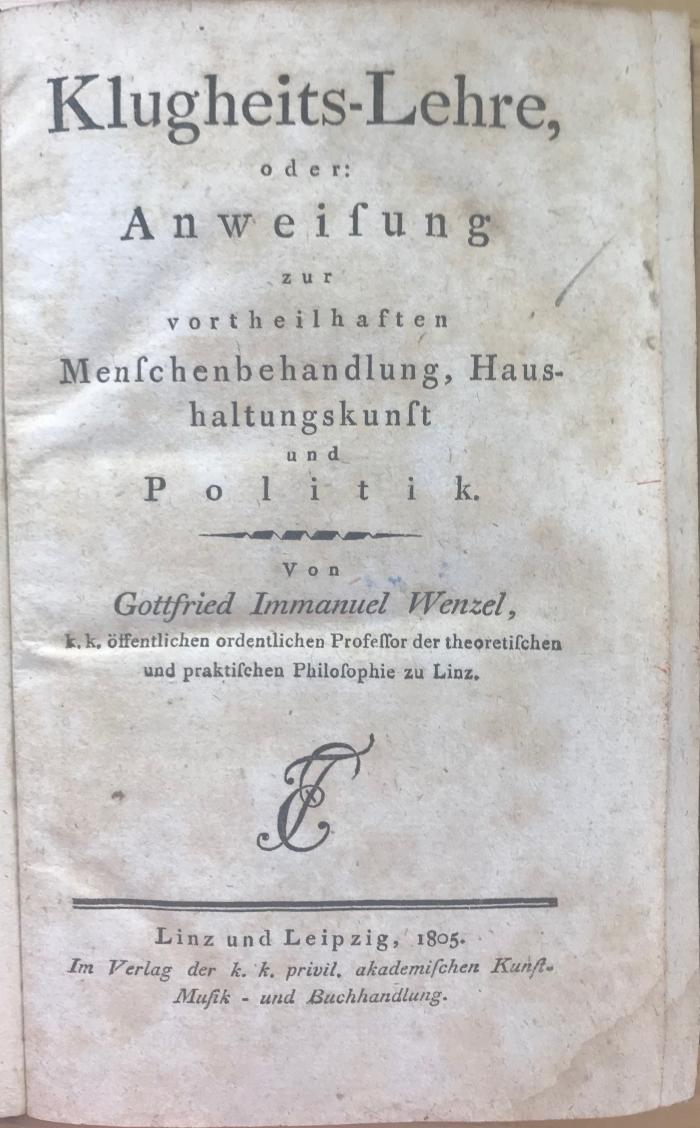 Klugheits-Lehre,
oder:
Anweiſung
zur
vortheilhaften
Menſchenbehandlung, Haus-
haltungskunſt
und
Politik.
Von
Gottfried Immanuel Wenzel,
k. k. öffentlichen ordentlichen Profeſſor der theoretiſchen
und praktiſchen Philoſophie zu Linz.
Linz und Leipzig, 1805.
Im Verlag der k. k. privil. akademiſchen Kunſt-
Muſik - und Buchhandlung.